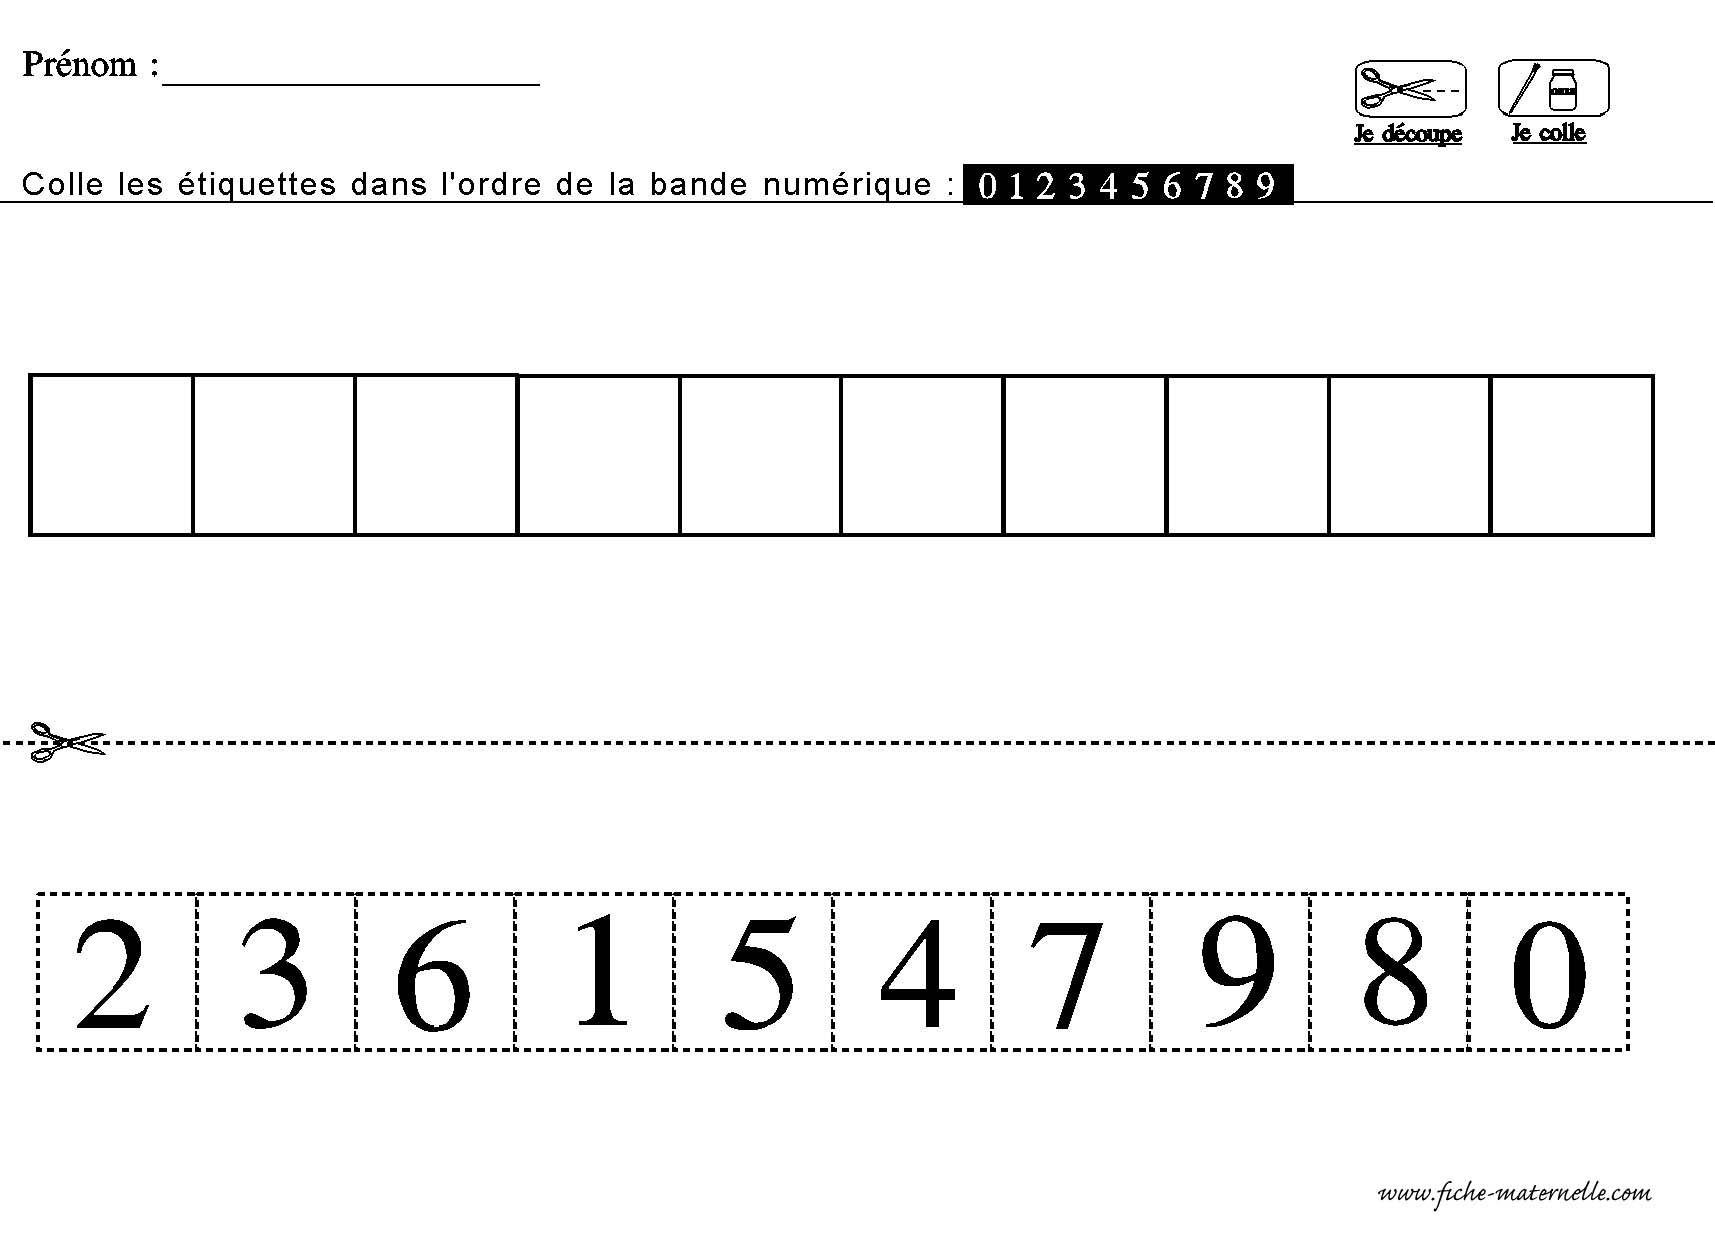 Prénom :
Je découpe
Je colle
Colle les étiquettes dans l'ordre de la bande numérique : 0 1 2 3 4 5 6 7 8 9
2 3 6 1 5 4 7 9 8 0
www.fiche-maternelle.com